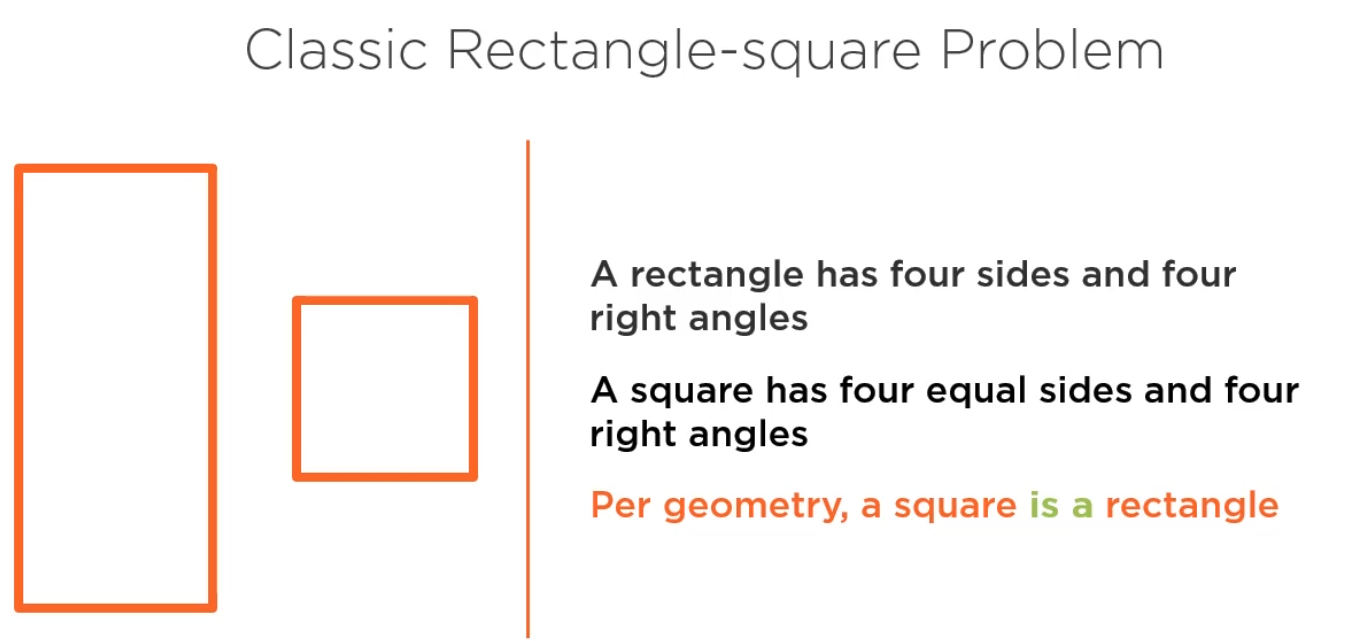 Classic Rectangle-square Problem
A rectangle has four sides and four
right angles
A square has four equal sides and four
right angles
Per geometry, a square is a rectangle